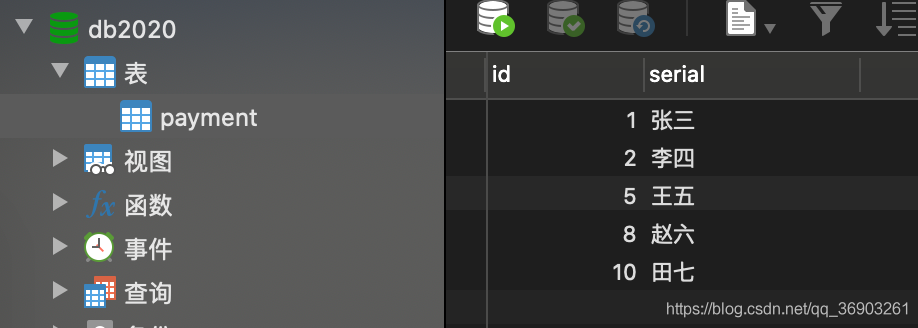 db2020
表
payment
视图
fx 函数
事件
查询
id serial
1 张三
2 李四
5 王五
8 赵六
10 田七
https://blog.csdn.net/qq_36903261